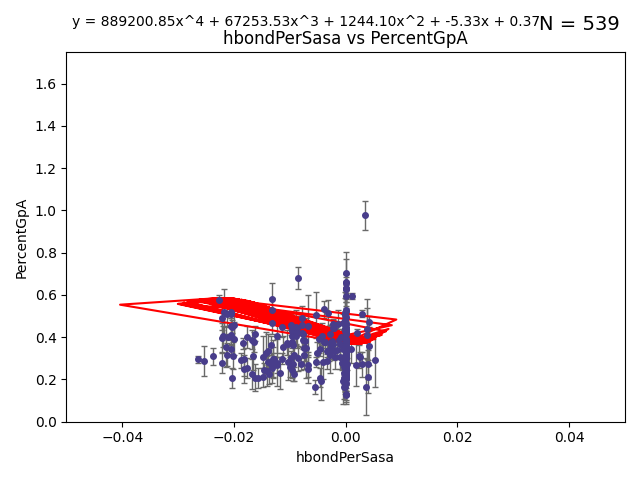 y = 889200.85x^4 + 67253.53x^3 + 1244.10x^2 + -5.33x + 0.37
N = 539
hbondPerSasa vs PercentGpA
PercentGpA
1.6
1.4
1.2
1.0
0.8
0.6
0.4
0.2
0.0
−0.04 −0.02 0.00 0.02 0.04
hbondPerSasa